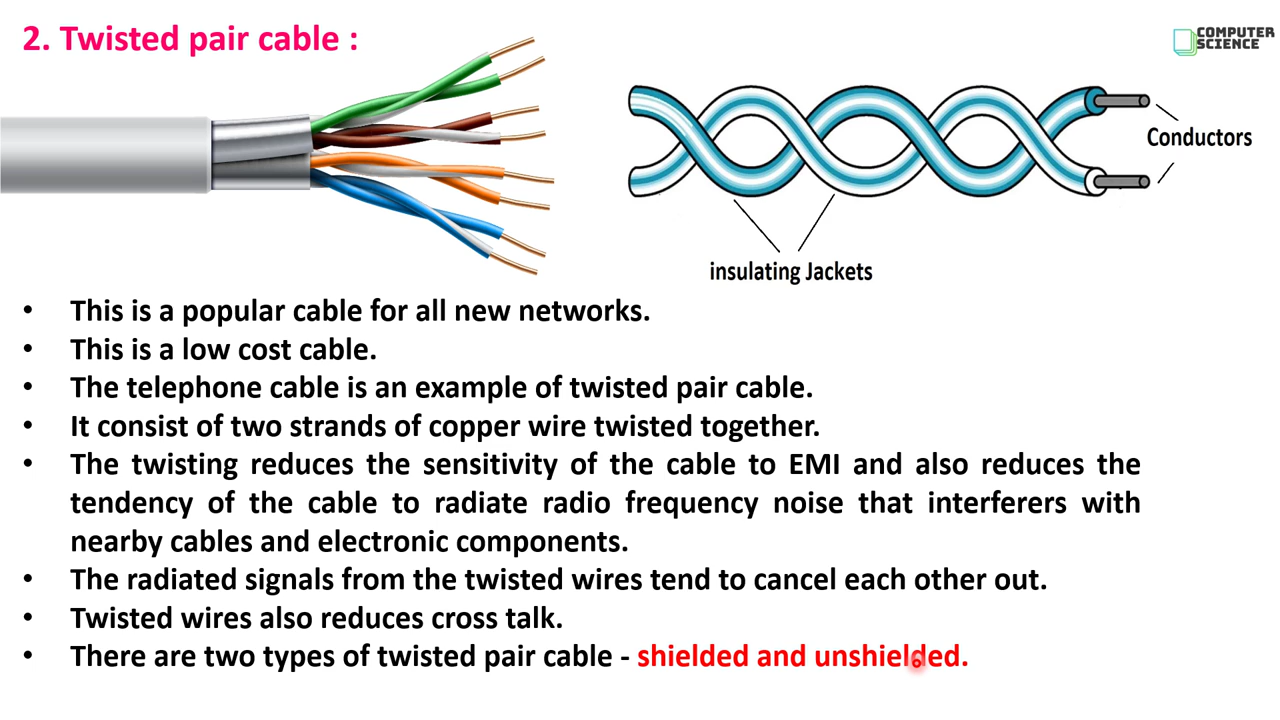 2. Twisted pair cable :
COMPUTER
SCIENCE
Conductors
insulating Jackets
• This is a popular cable for all new networks.
• This is a low cost cable.
• The telephone cable is an example of twisted pair cable.
• It consist of two strands of copper wire twisted together.
• The twisting reduces the sensitivity of the cable to EMI and also reduces the
tendency of the cable to radiate radio frequency noise that interferers with
nearby cables and electronic components.
• The radiated signals from the twisted wires tend to cancel each other out.
• Twisted wires also reduces cross talk.
• There are two types of twisted pair cable - shielded and unshielded.